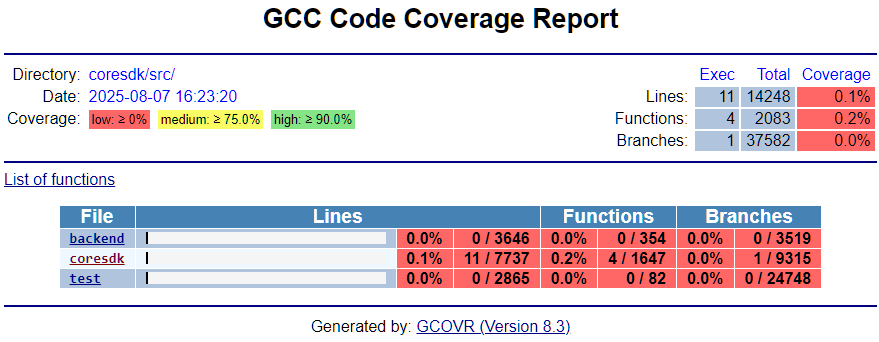 GCC Code Coverage Report
Directory: coresdk/src/
Date: 2025-08-07 16:23:20
Coverage: low: ≥ 0% medium: ≥ 75.0% high: ≥ 90.0%
Exec Total Coverage
Lines: 11 14248 0.1%
Functions: 4 2083 0.2%
Branches: 1 37582 0.0%
List of functions
File Lines Functions Branches
backend 0.0% 0 / 3646 0.0% 0 / 354 0.0% 0 / 3519
coresdk 0.1% 11 / 7737 0.2% 4 / 1647 0.0% 1 / 9315
test 0.0% 0 / 2865 0.0% 0 / 82 0.0% 0 / 24748
Generated by: GCOVR (Version 8.3)